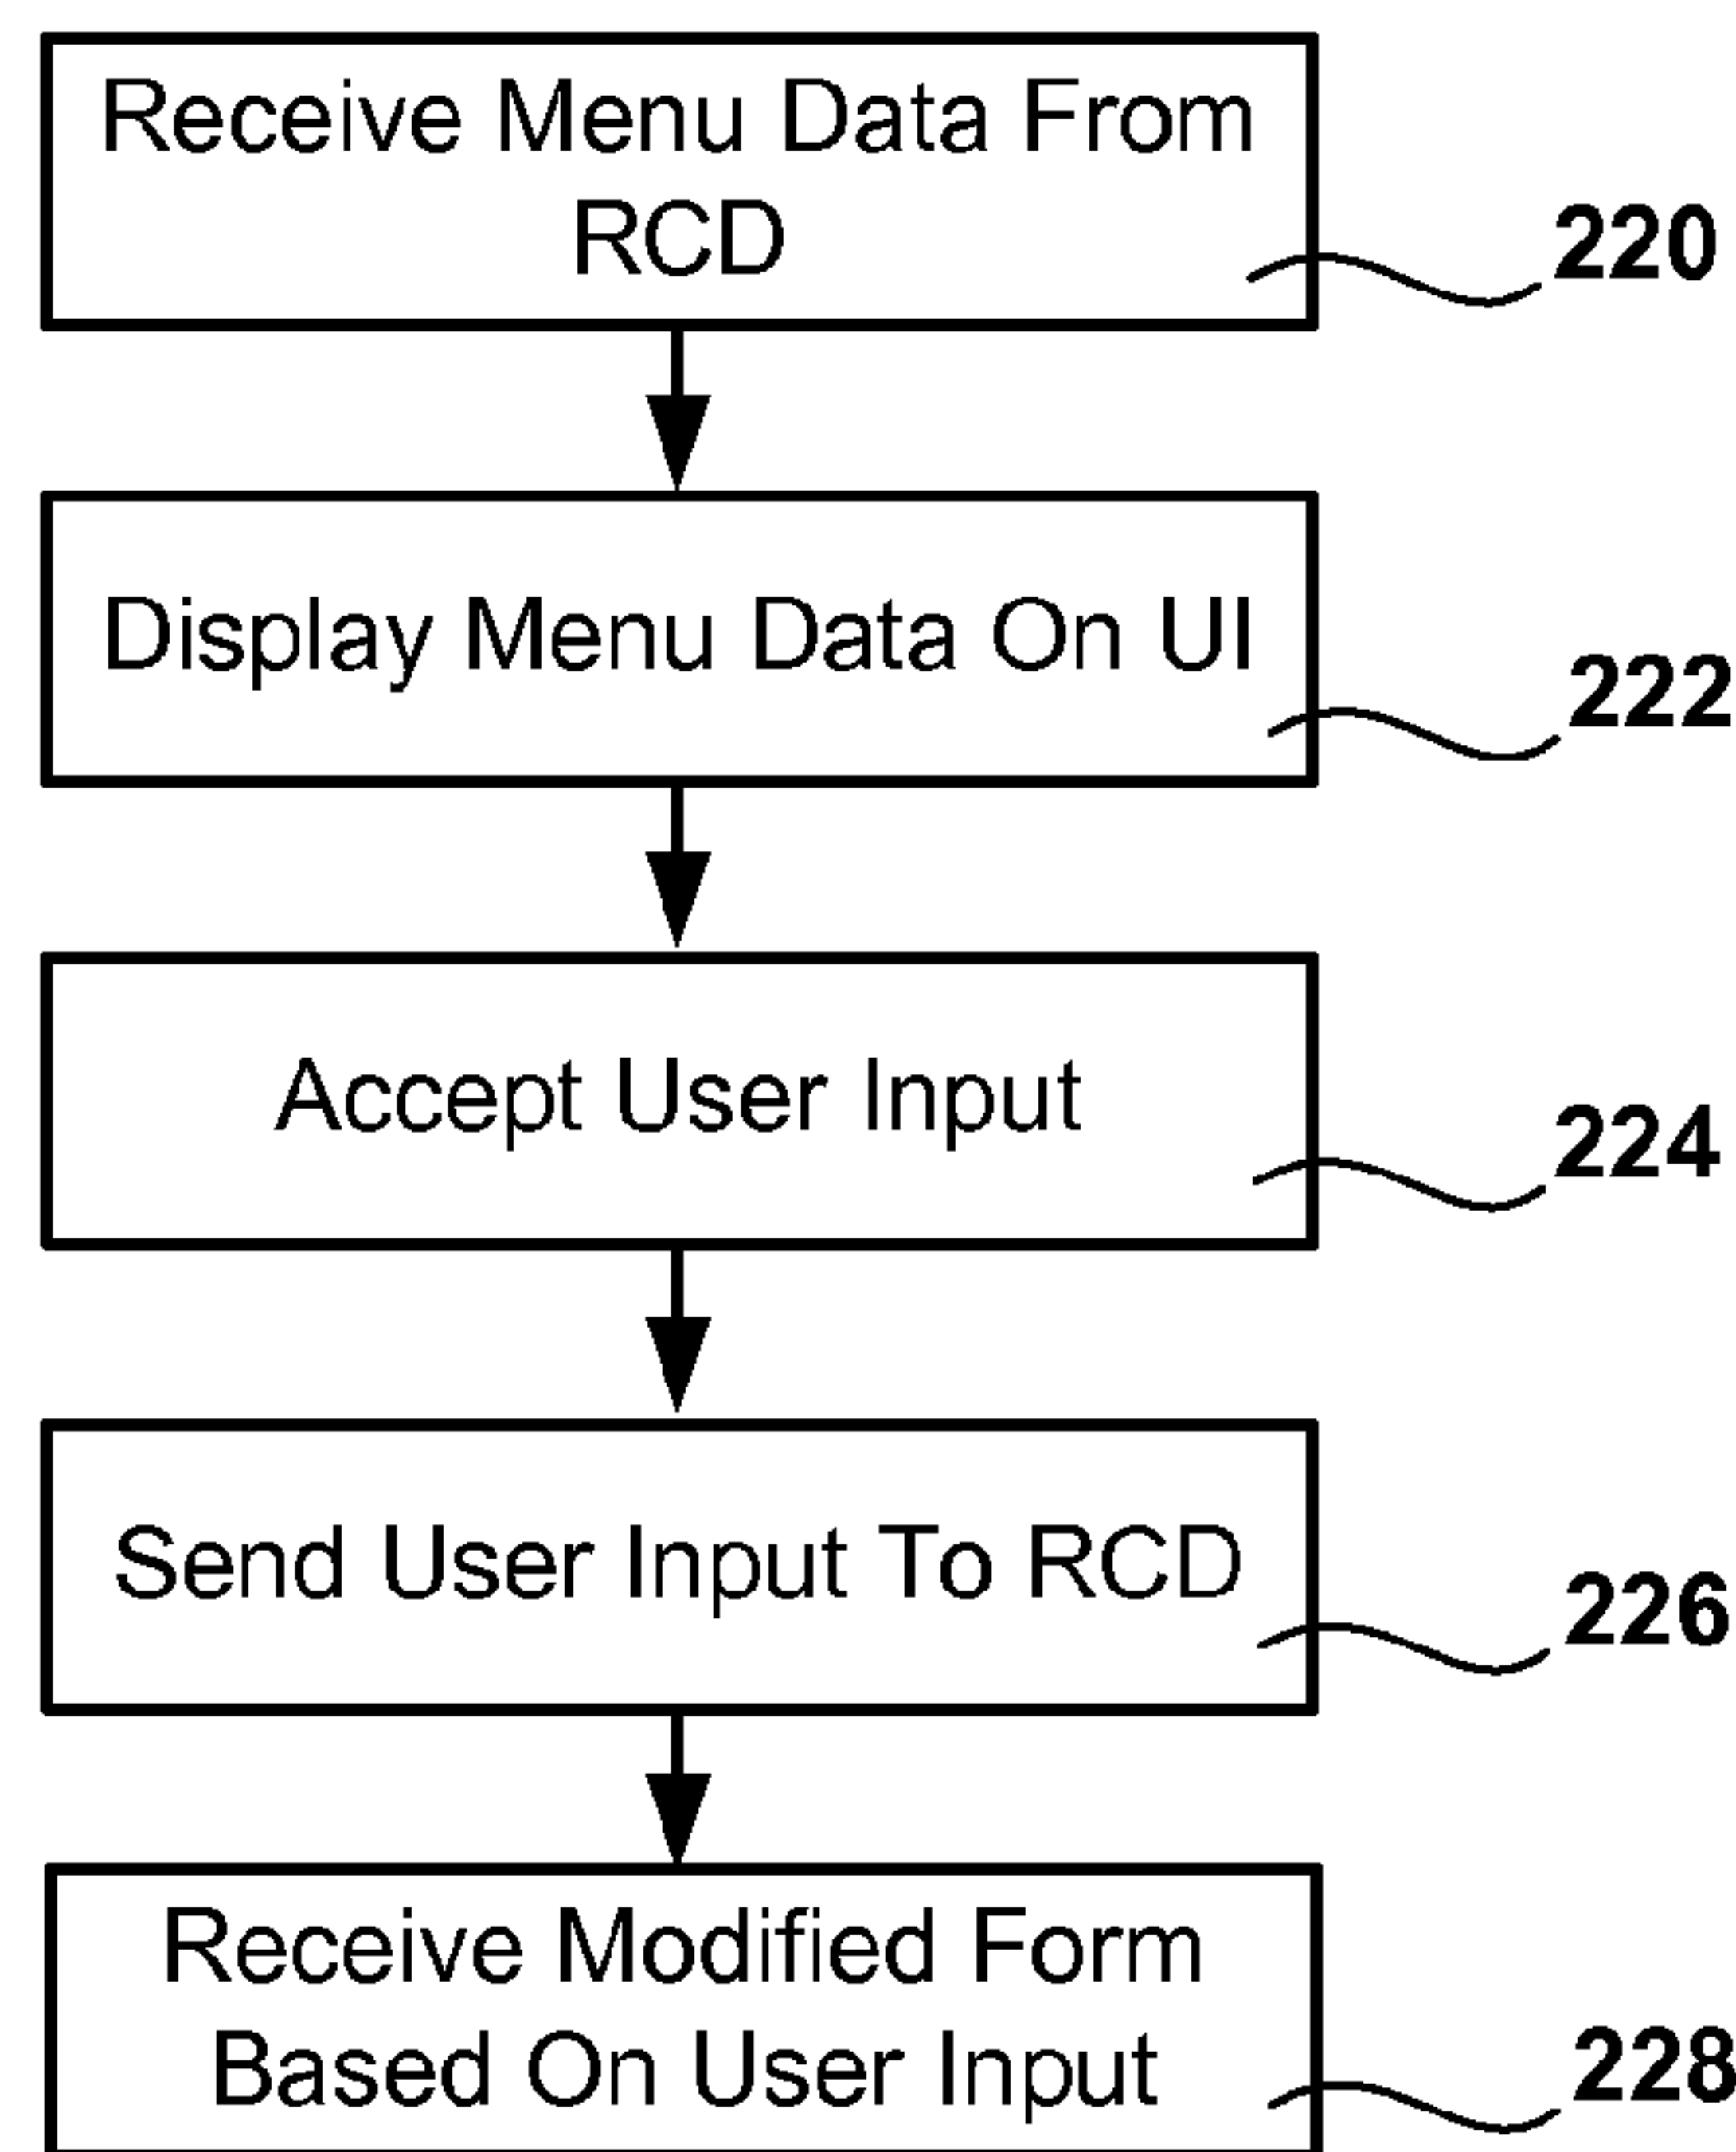 Receive Menu Data From
RCD
220
Display Menu Data On UI
222
Accept User Input
224
Send User Input To RCD
226
Receive Modified Form
Based On User Input
228